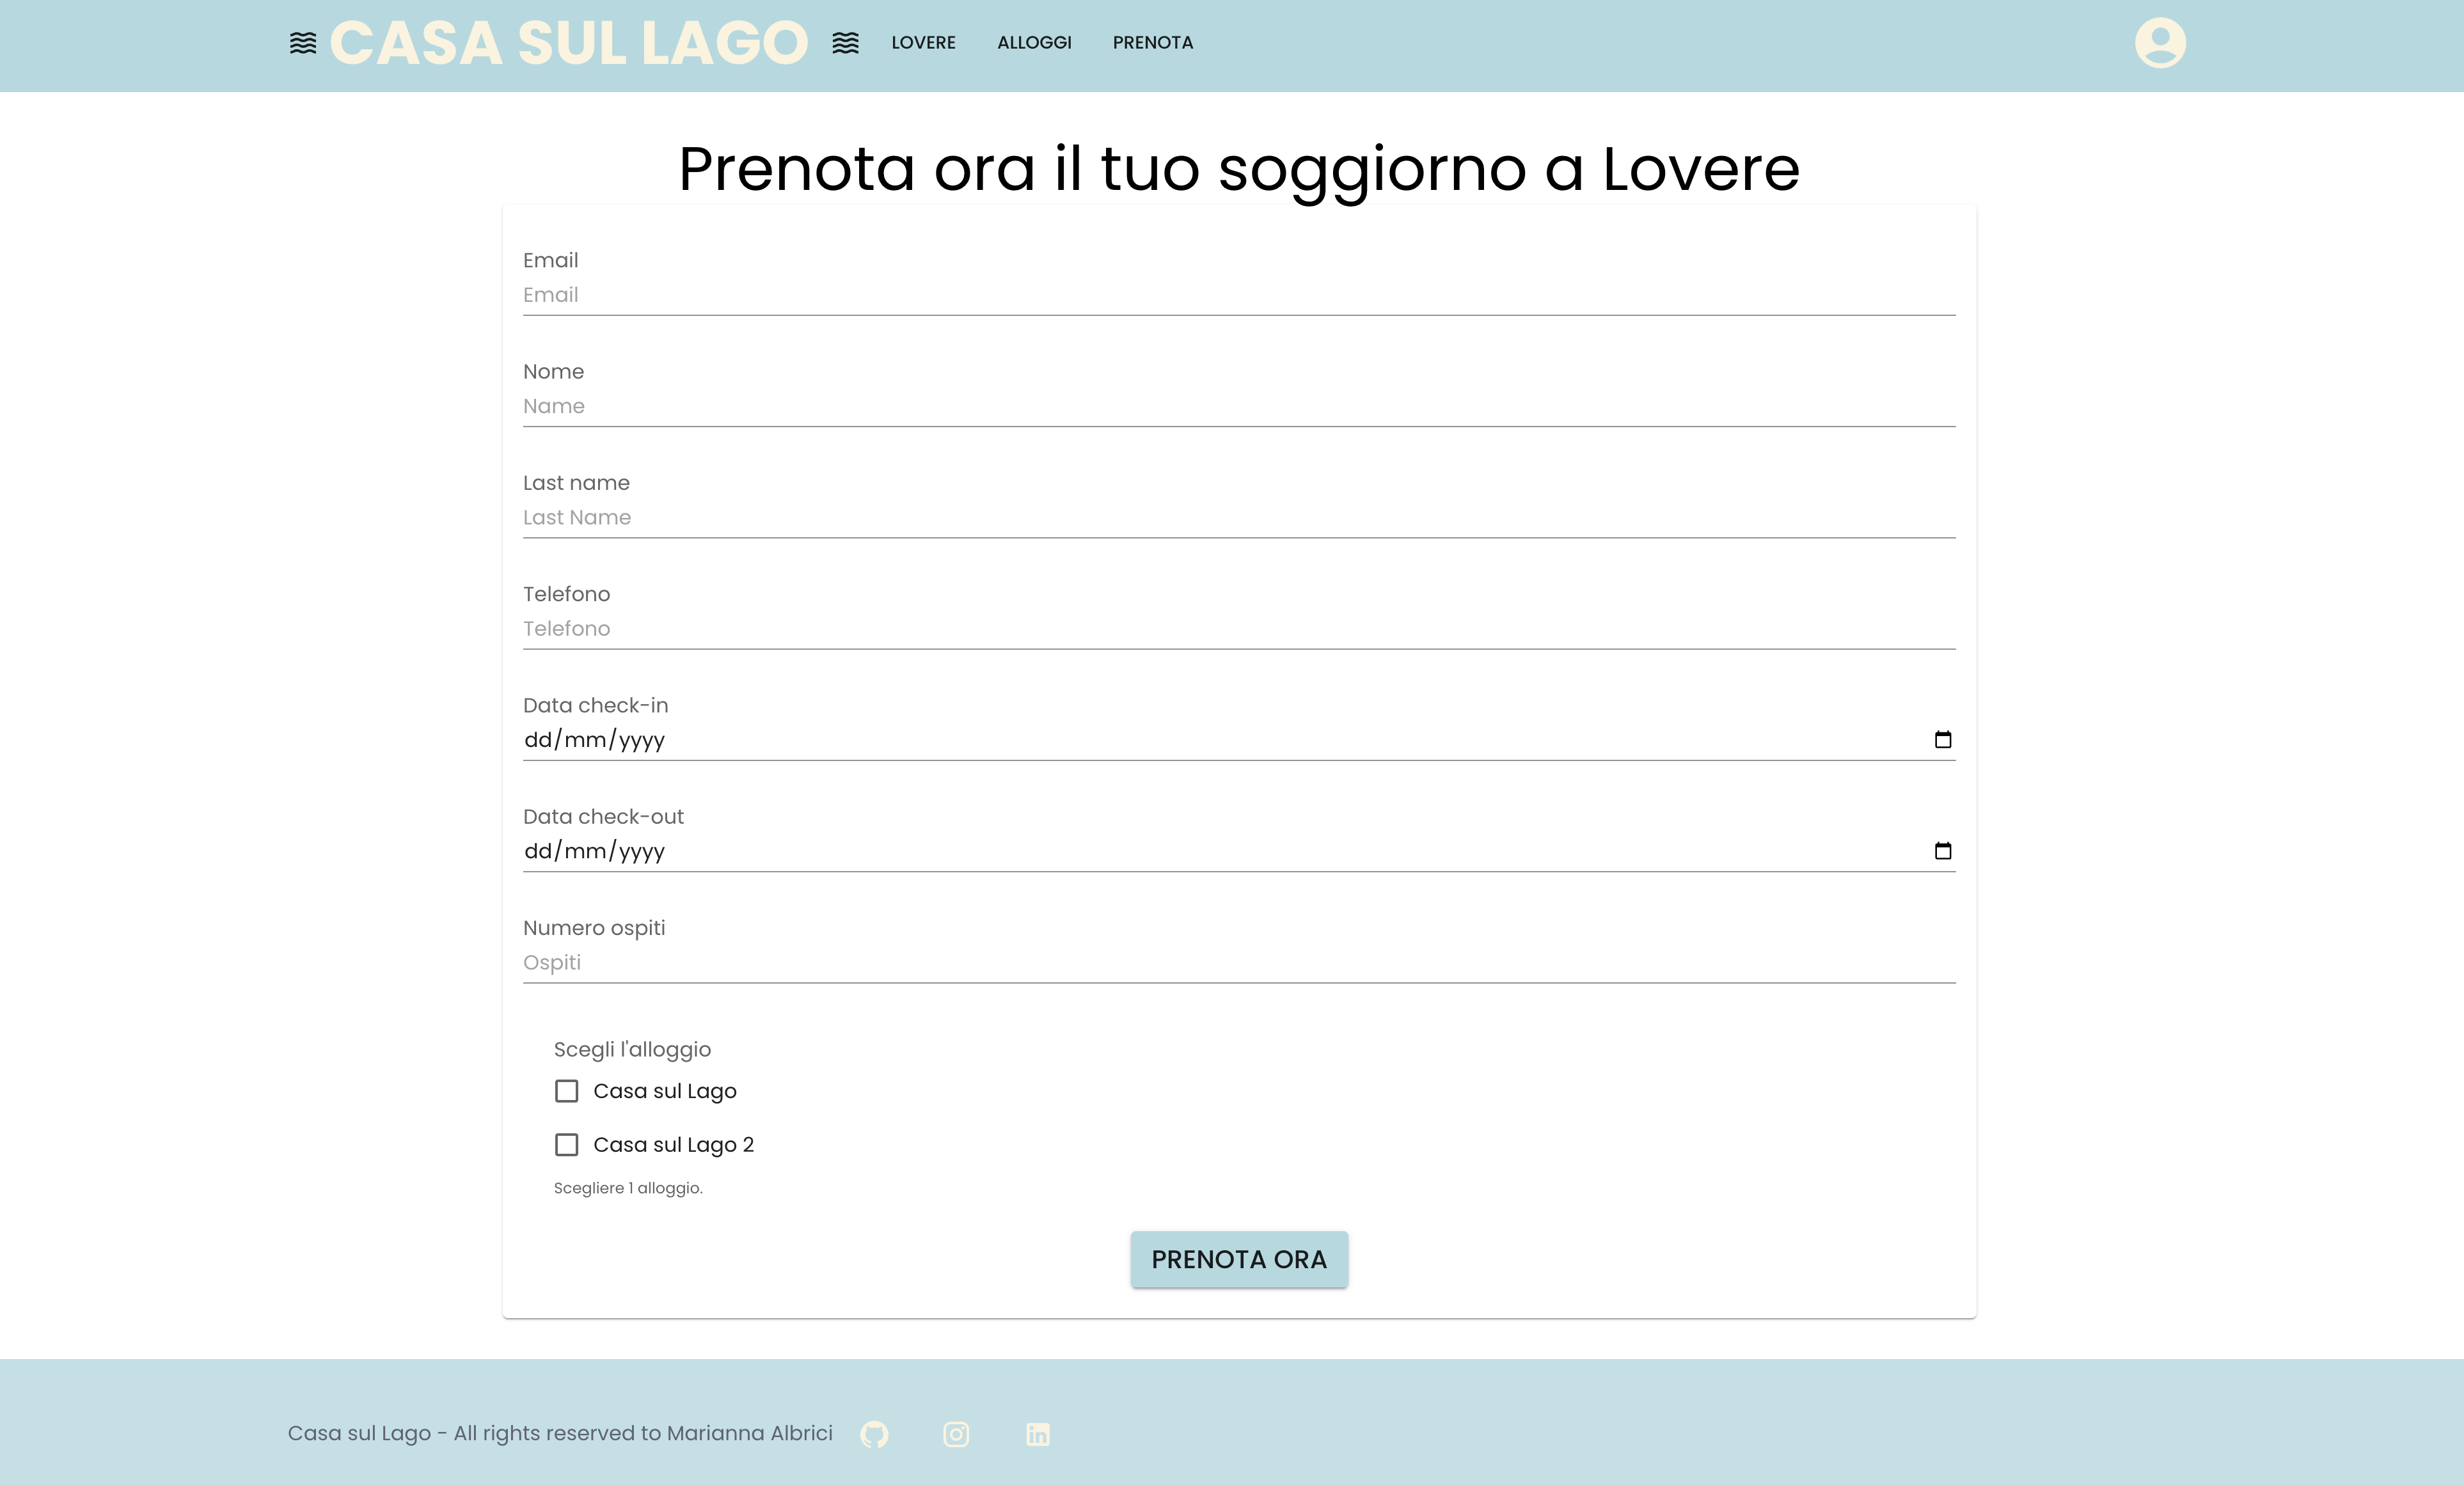 CASA SUL LAGO LOVERE ALLOGGI PRENOTA
Prenota ora il tuo soggiorno a Lovere
Email
Email
Nome
Name
Last name
Last Name
Telefono
Telefono
Data check-in
dd/mm/yyyy
Data check-out
dd/mm/yyyy
Numero ospiti
Ospiti
Scegli l'alloggio
Casa sul Lago
Casa sul Lago 2
Scegliere 1 alloggio.
PRENOTA ORA
Casa sul Lago - All rights reserved to Marianna Albrici